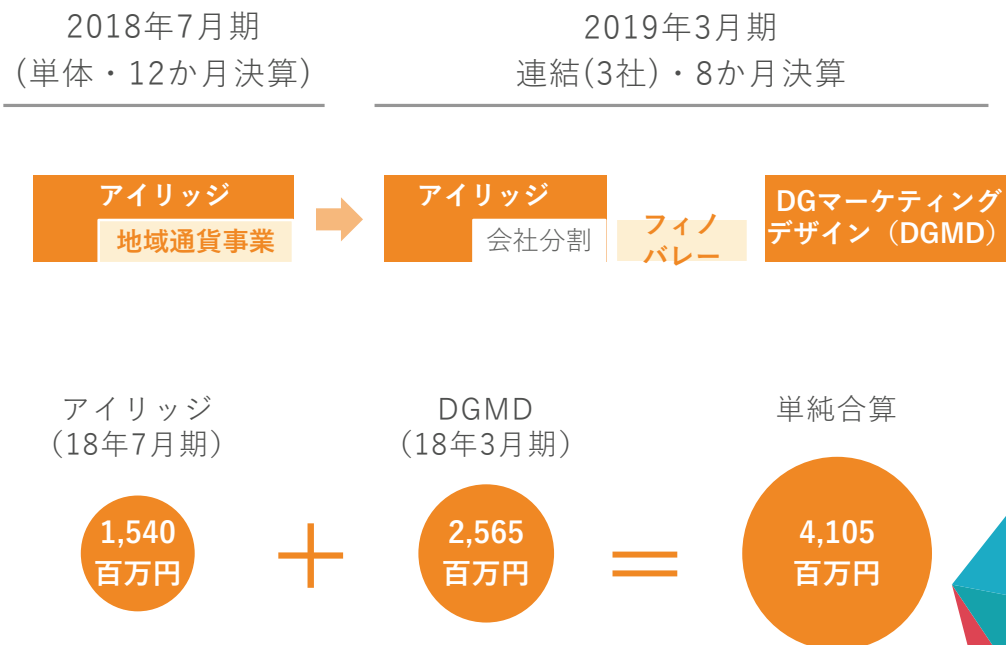 2018年7月期
(単体・12か月決算)
2019年3月期
連結(3社)・8か月決算
アイリッジ
地域通貨事業
アイリッジ
会社分割
フィノ
バレー
DGマーケティング
デザイン（DGMD）
アイリッジ
（18年7月期）
DGMD
（18年3月期）
単純合算
1,540
百万円
＋
2,565
百万円
＝
4,105
百万円